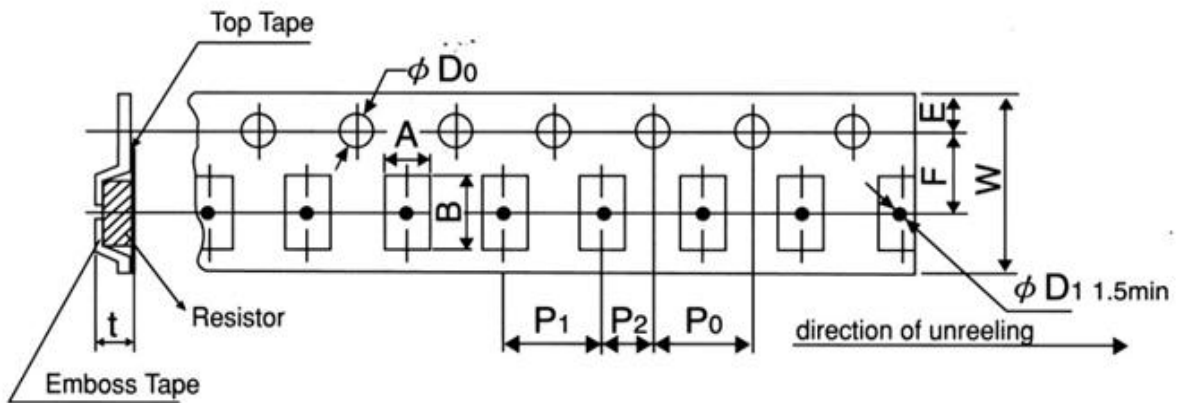 Top Tape
φ D0
A
E
F
W
B
φ D1 1.5min
t
Resistor
P1
P2
P0
direction of unreeling
Emboss Tape